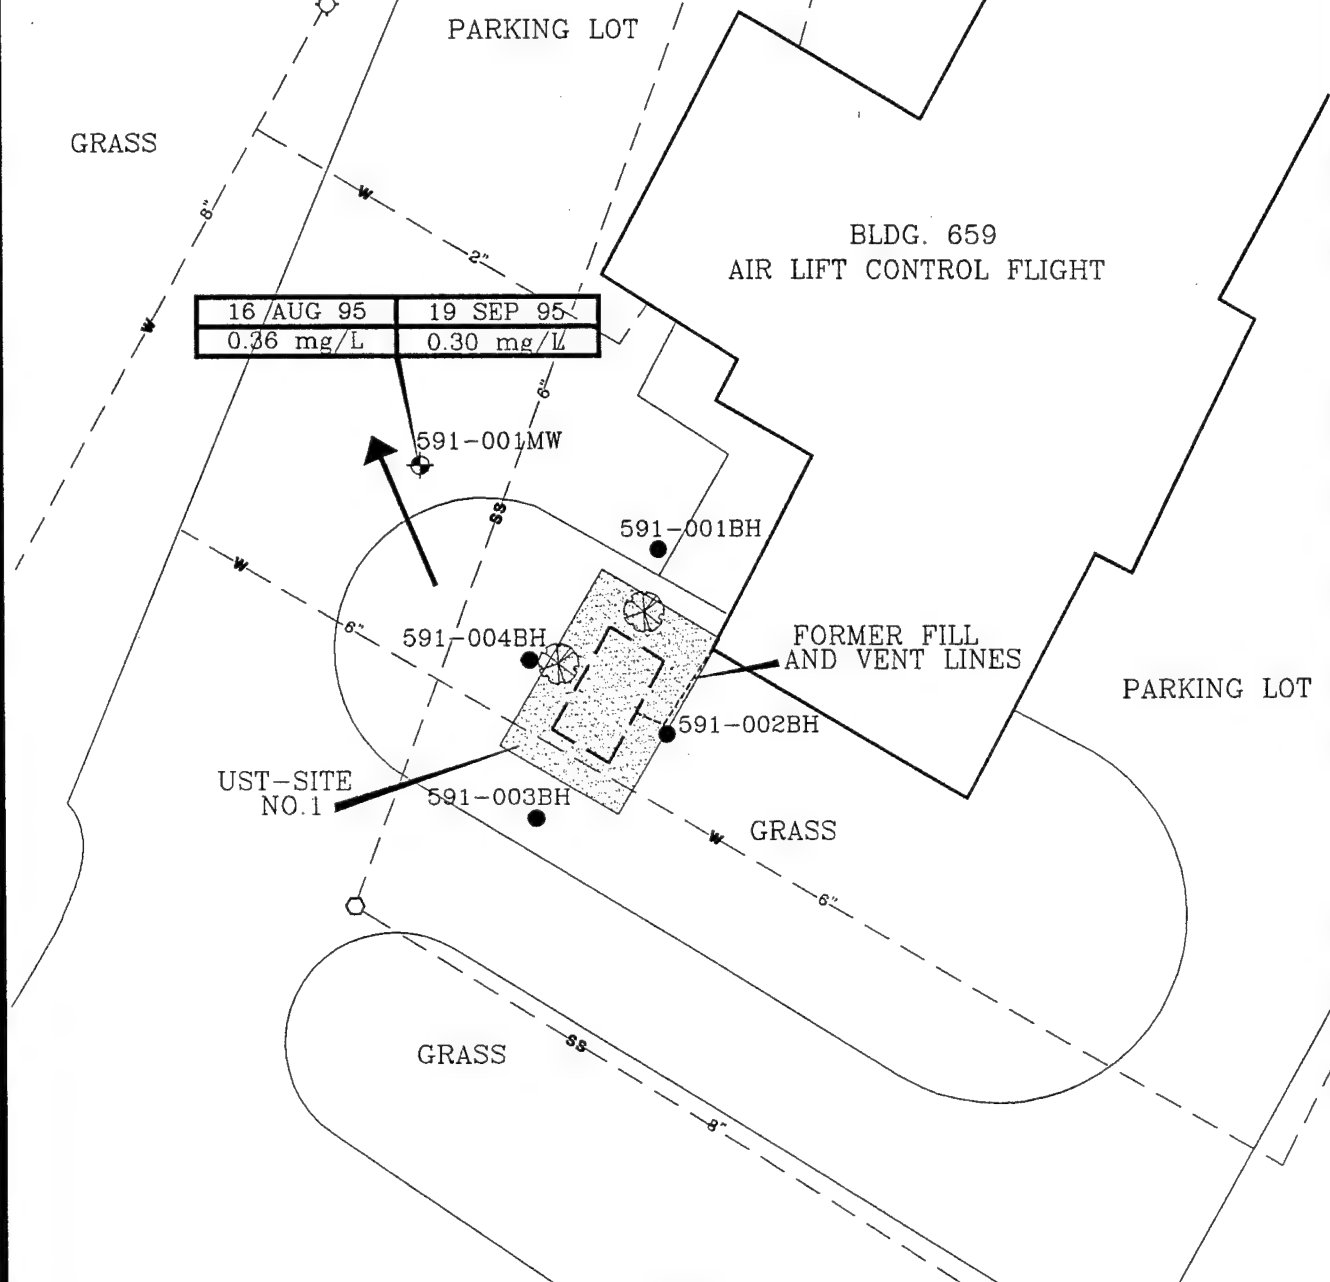 PARKING LOT
GRASS
W
8"
2"
BLDG. 659
AIR LIFT CONTROL FLIGHT
16 AUG 95 19 SEP 95
0.36 mg/L 0.30 mg/L
W
6"
591-001MW
SS
591-001BH
W
6"
591-004BH
FORMER FILL
AND VENT LINES
PARKING LOT
591-002BH
UST-SITE
NO.1
591-003BH
W
GRASS
6"
SS
GRASS
8"